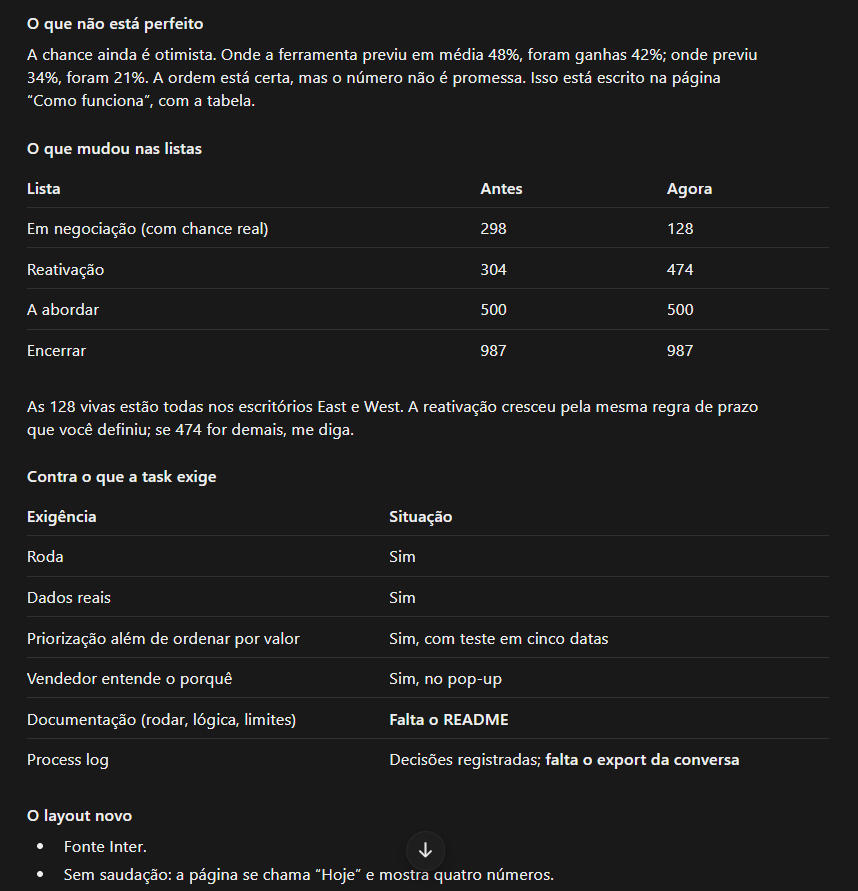 O que não está perfeito
A chance ainda é otimista. Onde a ferramenta previu em média 48%, foram ganhas 42%; onde previu
34%, foram 21%. A ordem está certa, mas o número não é promessa. Isso está escrito na página
“Como funciona”, com a tabela.
O que mudou nas listas
Lista Antes Agora
Em negociação (com chance real) 298 128
Reativação 304 474
A abordar 500 500
Encerrar 987 987
As 128 vivas estão todas nos escritórios East e West. A reativação cresceu pela mesma regra de prazo
que você definiu; se 474 for demais, me diga.
Contra o que a task exige
Exigência Situação
Roda Sim
Dados reais Sim
Priorização além de ordenar por valor Sim, com teste em cinco datas
Vendedor entende o porquê Sim, no pop-up
Documentação (rodar, lógica, limites) Falta o README
Process log Decisões registradas; falta o export da conversa
O layout novo
• Fonte Inter.
• Sem saudação: a página se chama “Hoje” e mostra quatro números.